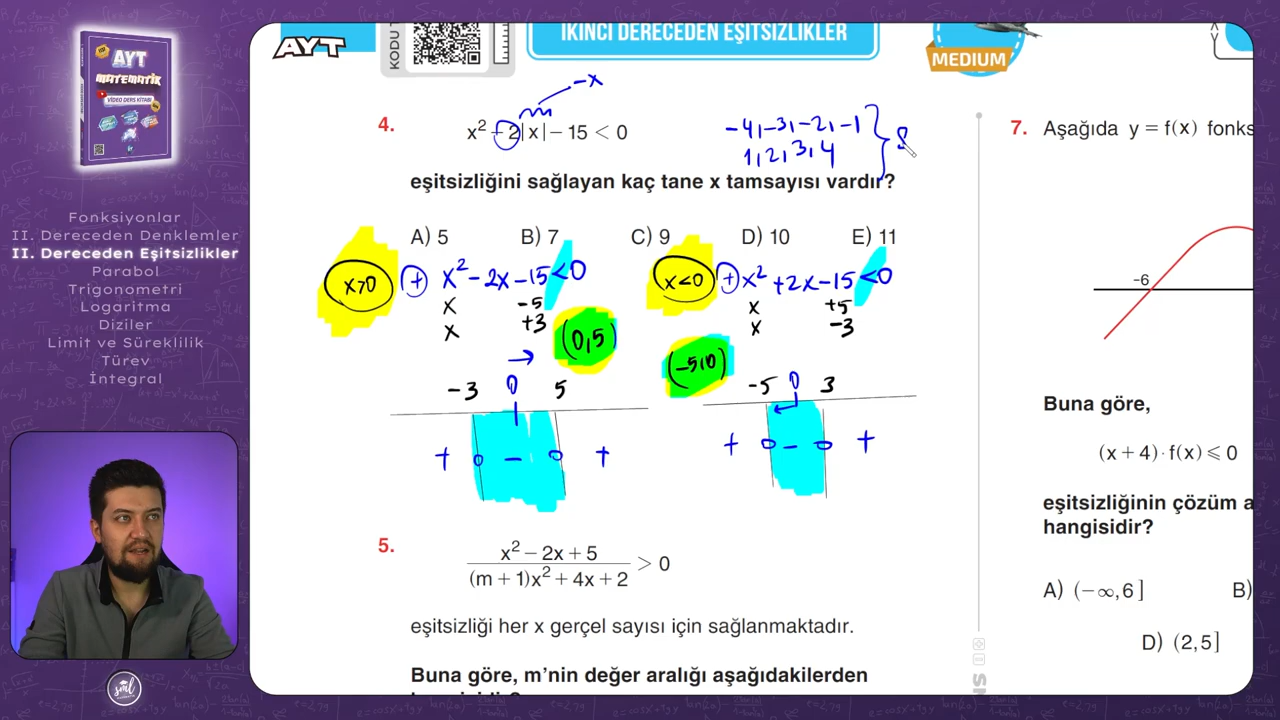 AYT
MATEMATİK
VİDEO DERS KİTABI
Fonksiyonlar
II. Dereceden Denklemler
II. Dereceden Eşitsizlikler
Parabol
Trigonometri
Logaritma
Diziler
Limit ve Süreklilik
Türev
İntegral
sml
AYT
KODU
İKİNCİ DERECEDEN EŞİTSİZLİKLER
MEDIUM
-x
4.
x² - 2|x| - 15 < 0
-4, -3, -2, -1
1, 2, 3, 4
8
eşitsizliğini sağlayan kaç tane x tamsayısı vardır?
A) 5 B) 7 C) 9 D) 10 E) 11
x>0 + x² - 2x - 15 < 0
x -5
x +3
(0,5)
-3 0 5
+ o - o +
x<0 + x² + 2x - 15 < 0
x +5
x -3
(-5,0)
-5 0 3
+ o - o +
5.
x² - 2x + 5
(m + 1)x² + 4x + 2
> 0
eşitsizliği her x gerçel sayısı için sağlanmaktadır.
Buna göre, m'nin değer aralığı aşağıdakilerden
7. Aşağıda y = f(x) fonks
-6
Buna göre,
(x + 4) · f(x) ⩽ 0
eşitsizliğinin çözüm a
hangisidir?
A) (-∞, 6] B)
D) (2, 5]